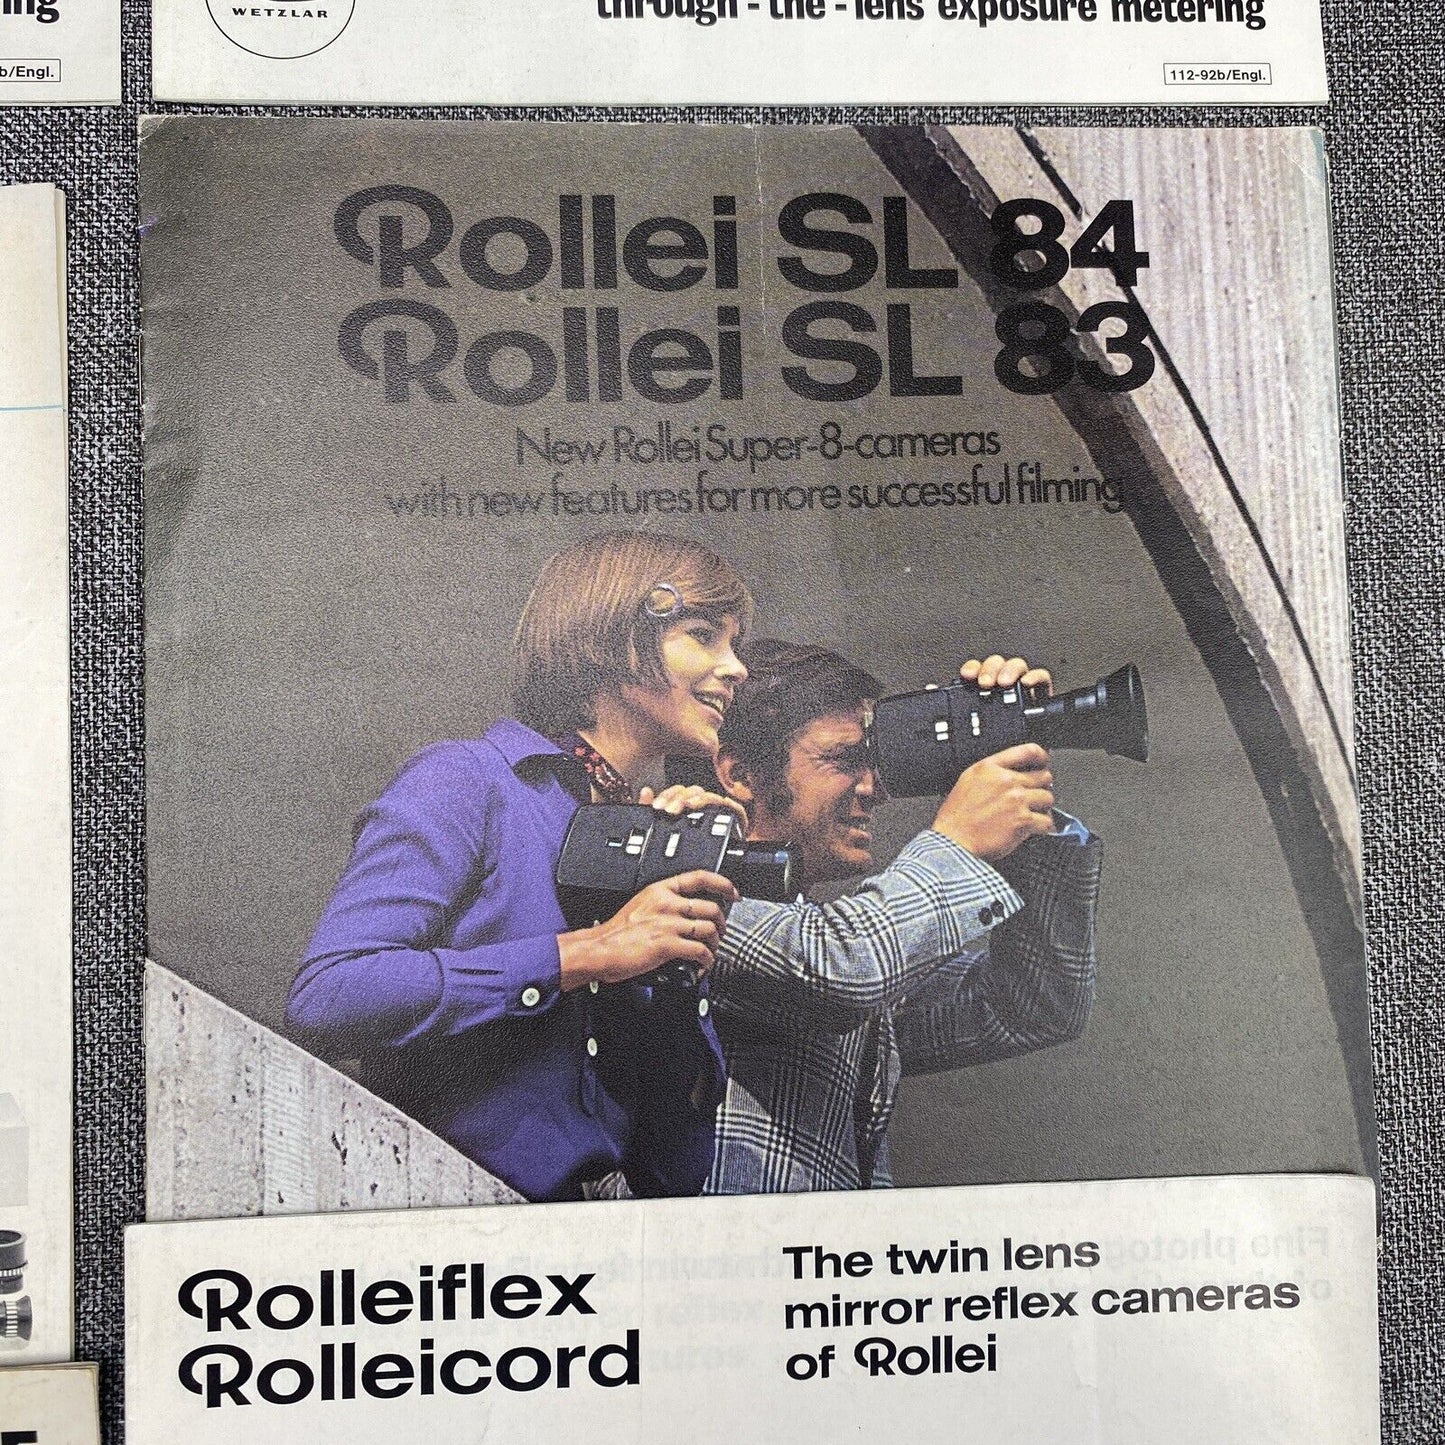 WETZLAR
through-the-lens exposure metering
b/Engl.
112-92b/Engl.
Rollei SL 84
Rollei SL 83
New Rollei Super-8-cameras
with new features for more successful filming
Rolleiflex
Rolleicord
The twin lens
mirror reflex cameras
of Rollei